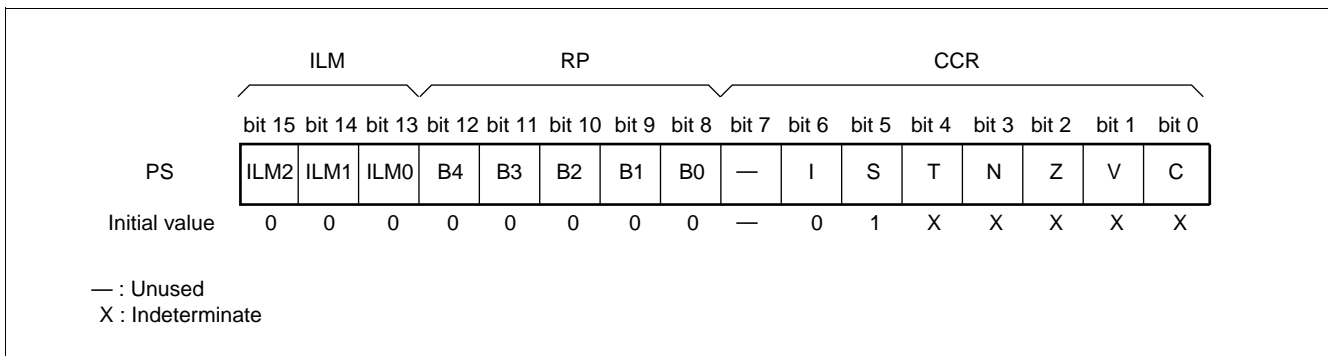 ILM RP CCR
bit 15 bit 14 bit 13 bit 12 bit 11 bit 10 bit 9 bit 8 bit 7 bit 6 bit 5 bit 4 bit 3 bit 2 bit 1 bit 0
PS ILM2 ILM1 ILM0 B4 B3 B2 B1 B0 — I S T N Z V C
Initial value 0 0 0 0 0 0 0 0 — 0 1 X X X X X
— : Unused
X : Indeterminate